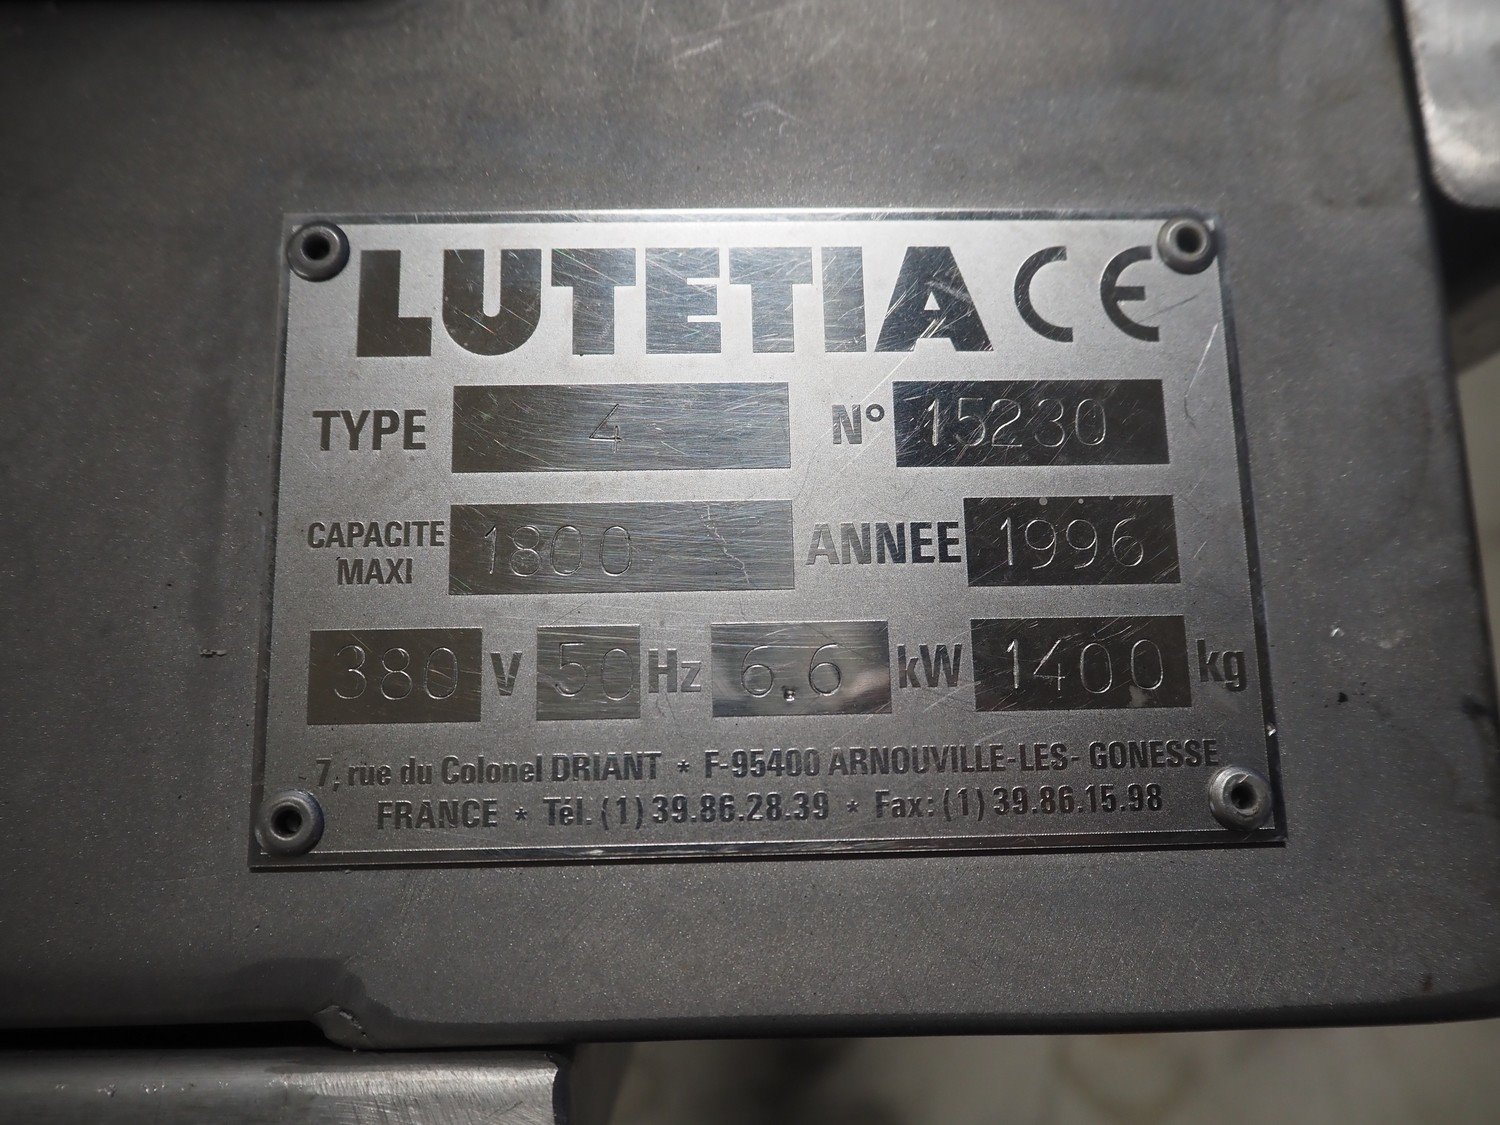 LUTETIA CE
TYPE 4 N° 15230
CAPACITE MAXI 1800 ANNEE 1996
380 V 50 Hz 6.6 kW 1400 kg
7, rue du Colonel DRIANT * F-95400 ARNOUVILLE-LES- GONESSE
FRANCE * Tél. (1) 39.86.28.39 * Fax: (1) 39.86.15.98